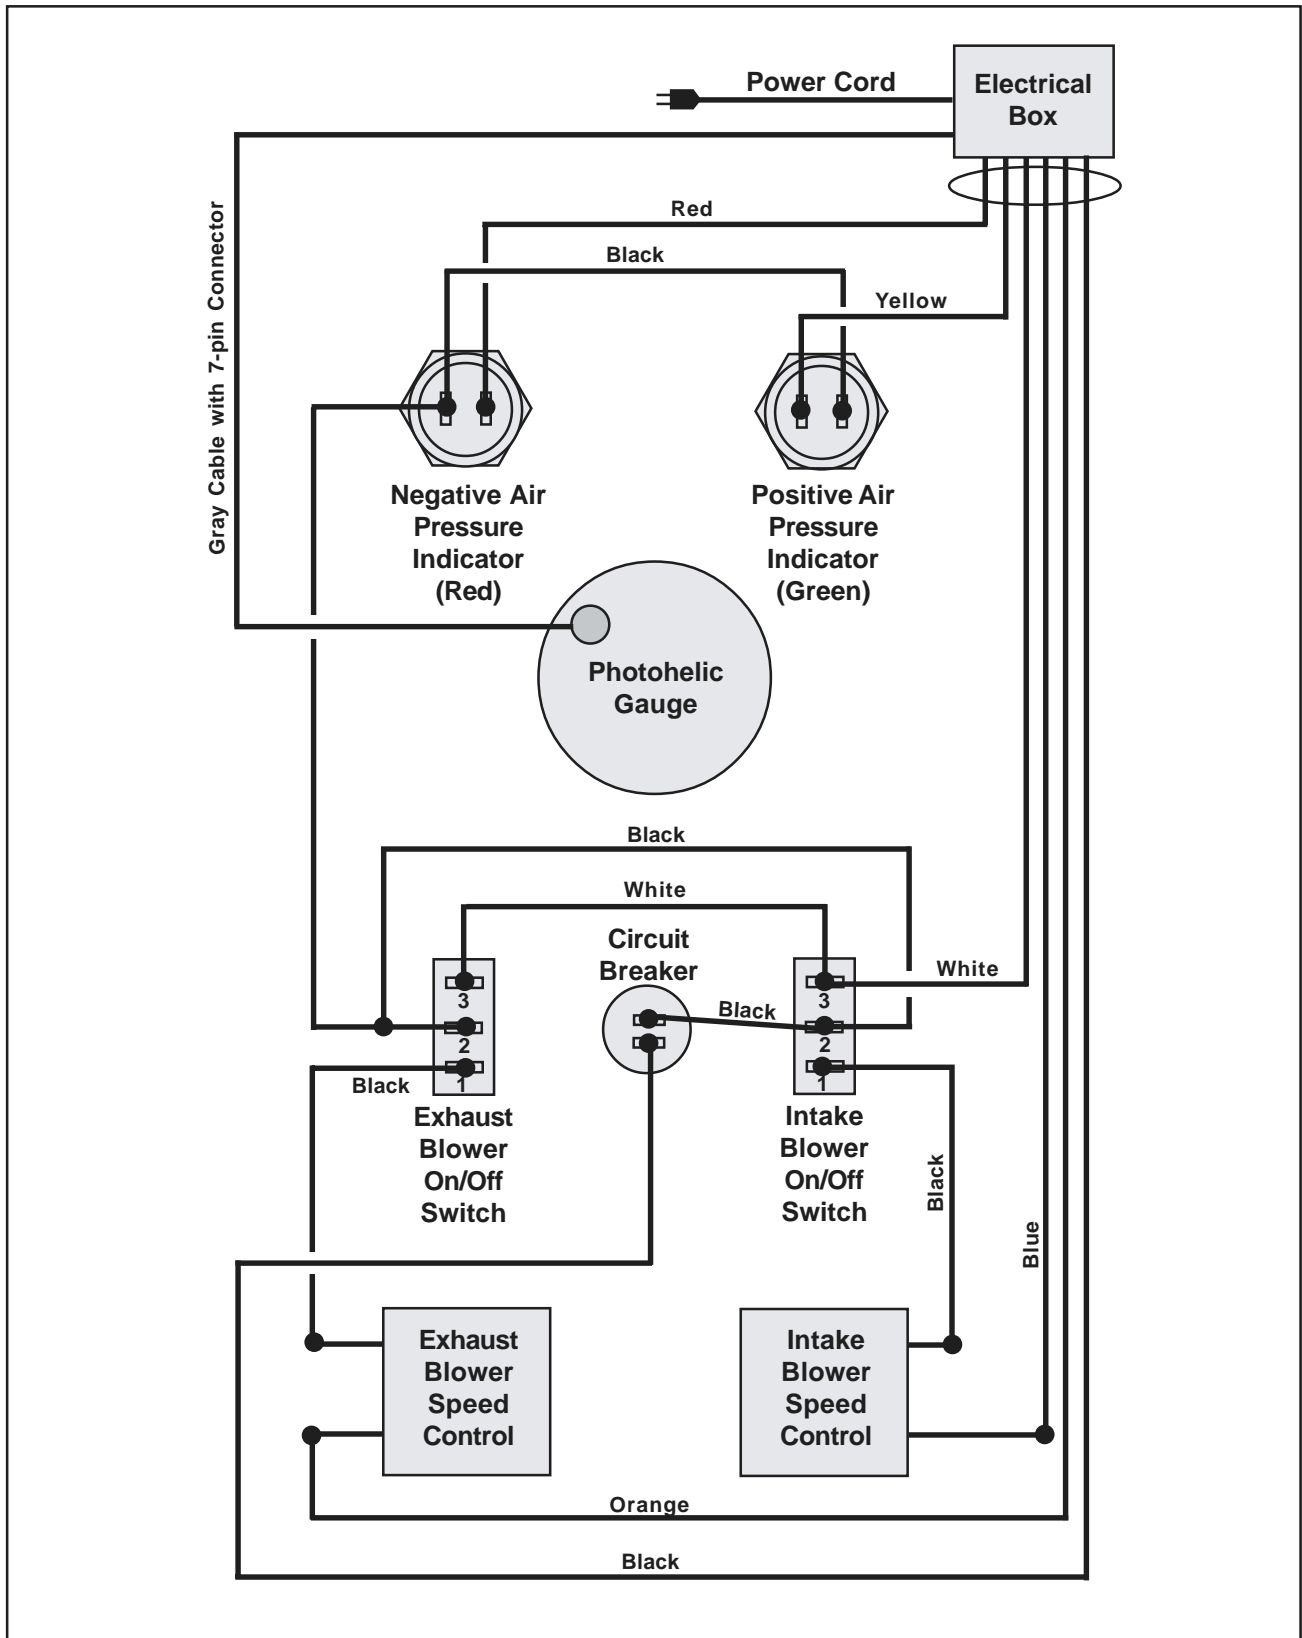 Power Cord
Electrical
Box
Red
Black
Yellow
Gray Cable with 7-pin Connector
Negative Air
Pressure
Indicator
(Red)
Positive Air
Pressure
Indicator
(Green)
Photohelic
Gauge
Black
White
Circuit
Breaker
White
Black
3
2
1
3
2
1
Black
Exhaust
Blower
On/Off
Switch
Intake
Blower
On/Off
Switch
Black
Blue
Exhaust
Blower
Speed
Control
Intake
Blower
Speed
Control
Orange
Black